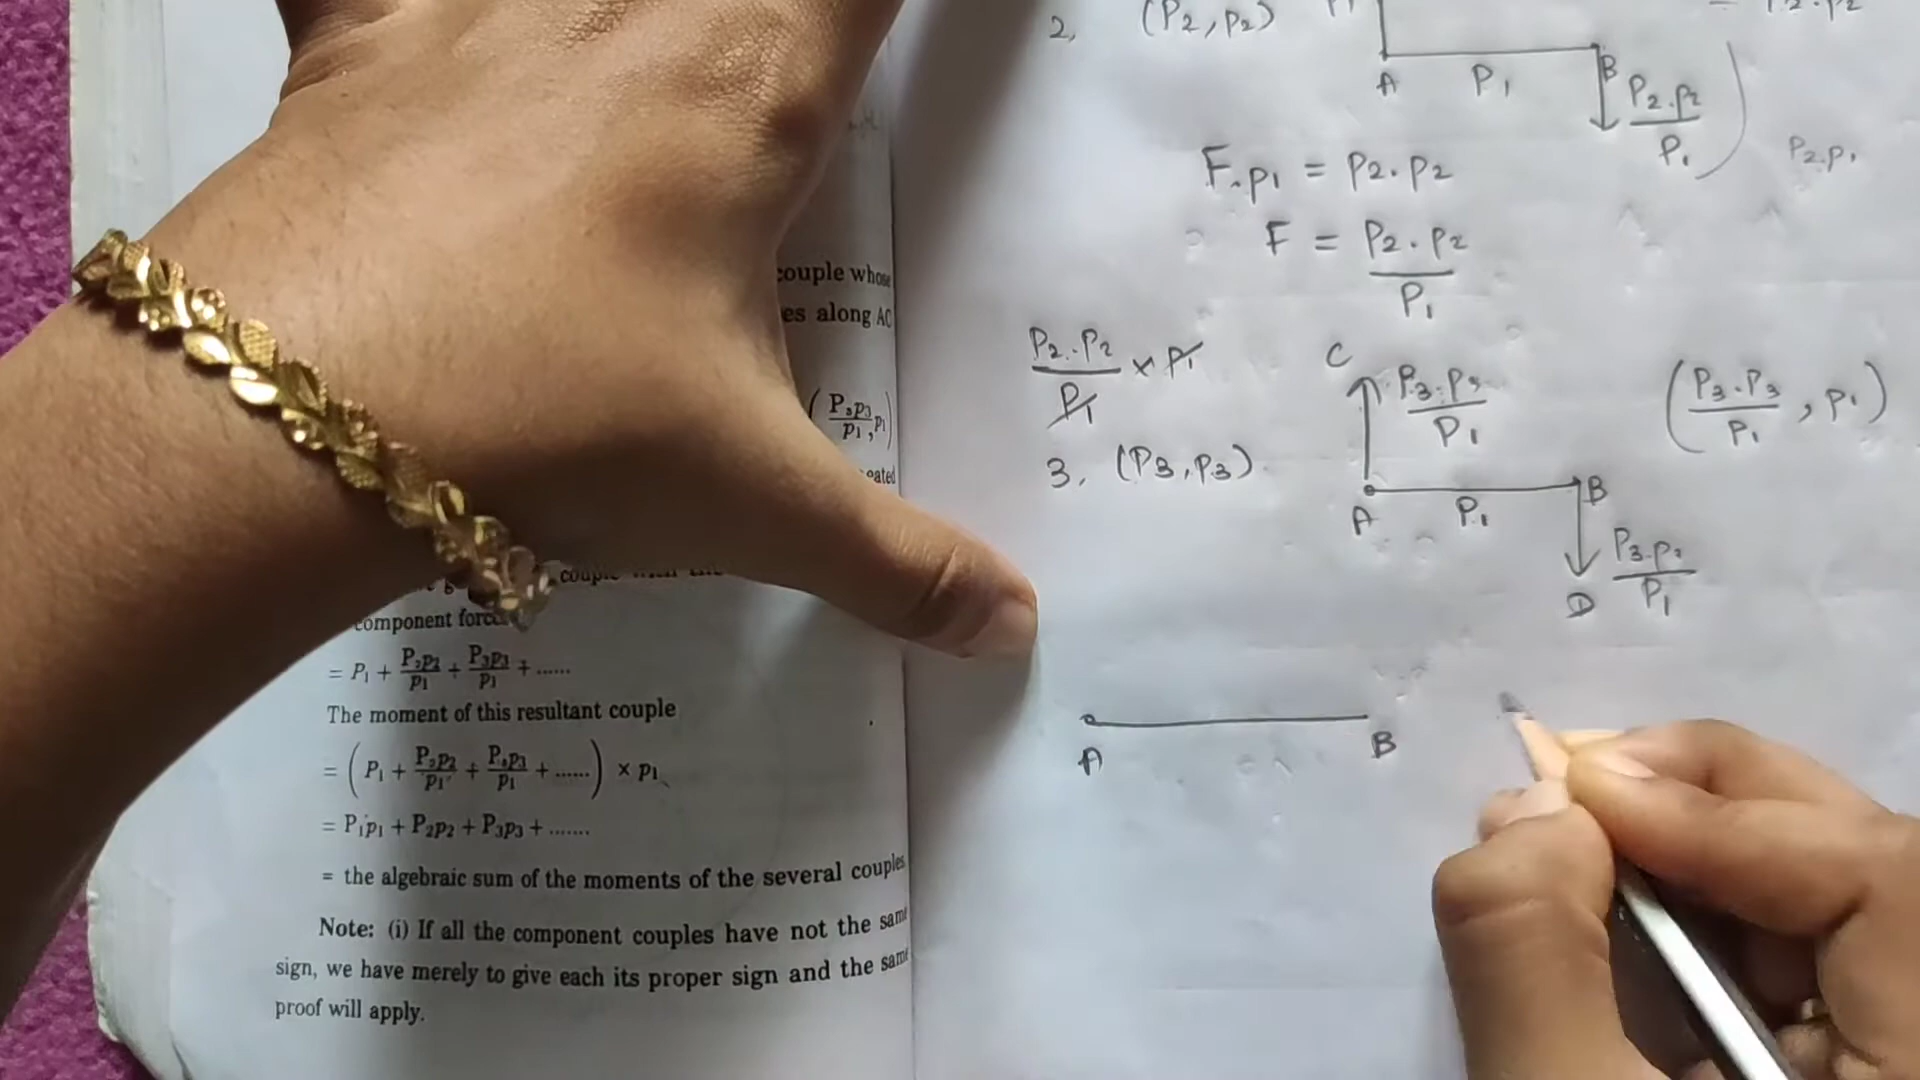 couple whose
es along AC
(P₃p₃/p₁, p₁)
component
= P₁ + P₂p₂/p₁ + P₃p₃/p₁ + ......
The moment of this resultant couple
= (P₁ + P₂p₂/p₁ + P₃p₃/p₁ + ......) × p₁
= P₁p₁ + P₂p₂ + P₃p₃ + .......
= the algebraic sum of the moments of the several couples
Note: (i) If all the component couples have not the same
sign, we have merely to give each its proper sign and the same
proof will apply.
2, (P₂, p₂)
A P₁ B P₂.p₂/P₁
P₂.p₁
F.p₁ = P₂.p₂
F = P₂.p₂/P₁
P₂.p₂/P₁ × p₁
C P₃.p₃/P₁ (P₃.P₃/P₁, p₁)
3, (P₃, p₃)
A P₁ B
D P₃.p₃/P₁
A B